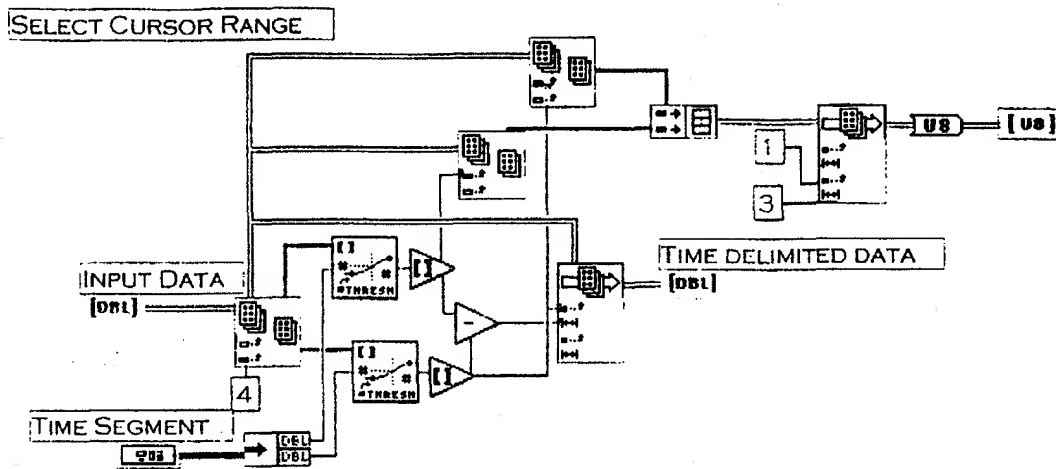 SELECT CURSOR RANGE
U8
[U8]
1
3
TIME DELIMITED DATA
[DBL]
INPUT DATA
[DBL]
[ ]
THRESH
[ ]
-
[ ]
THRESH
[ ]
4
TIME SEGMENT
DBL
DBL